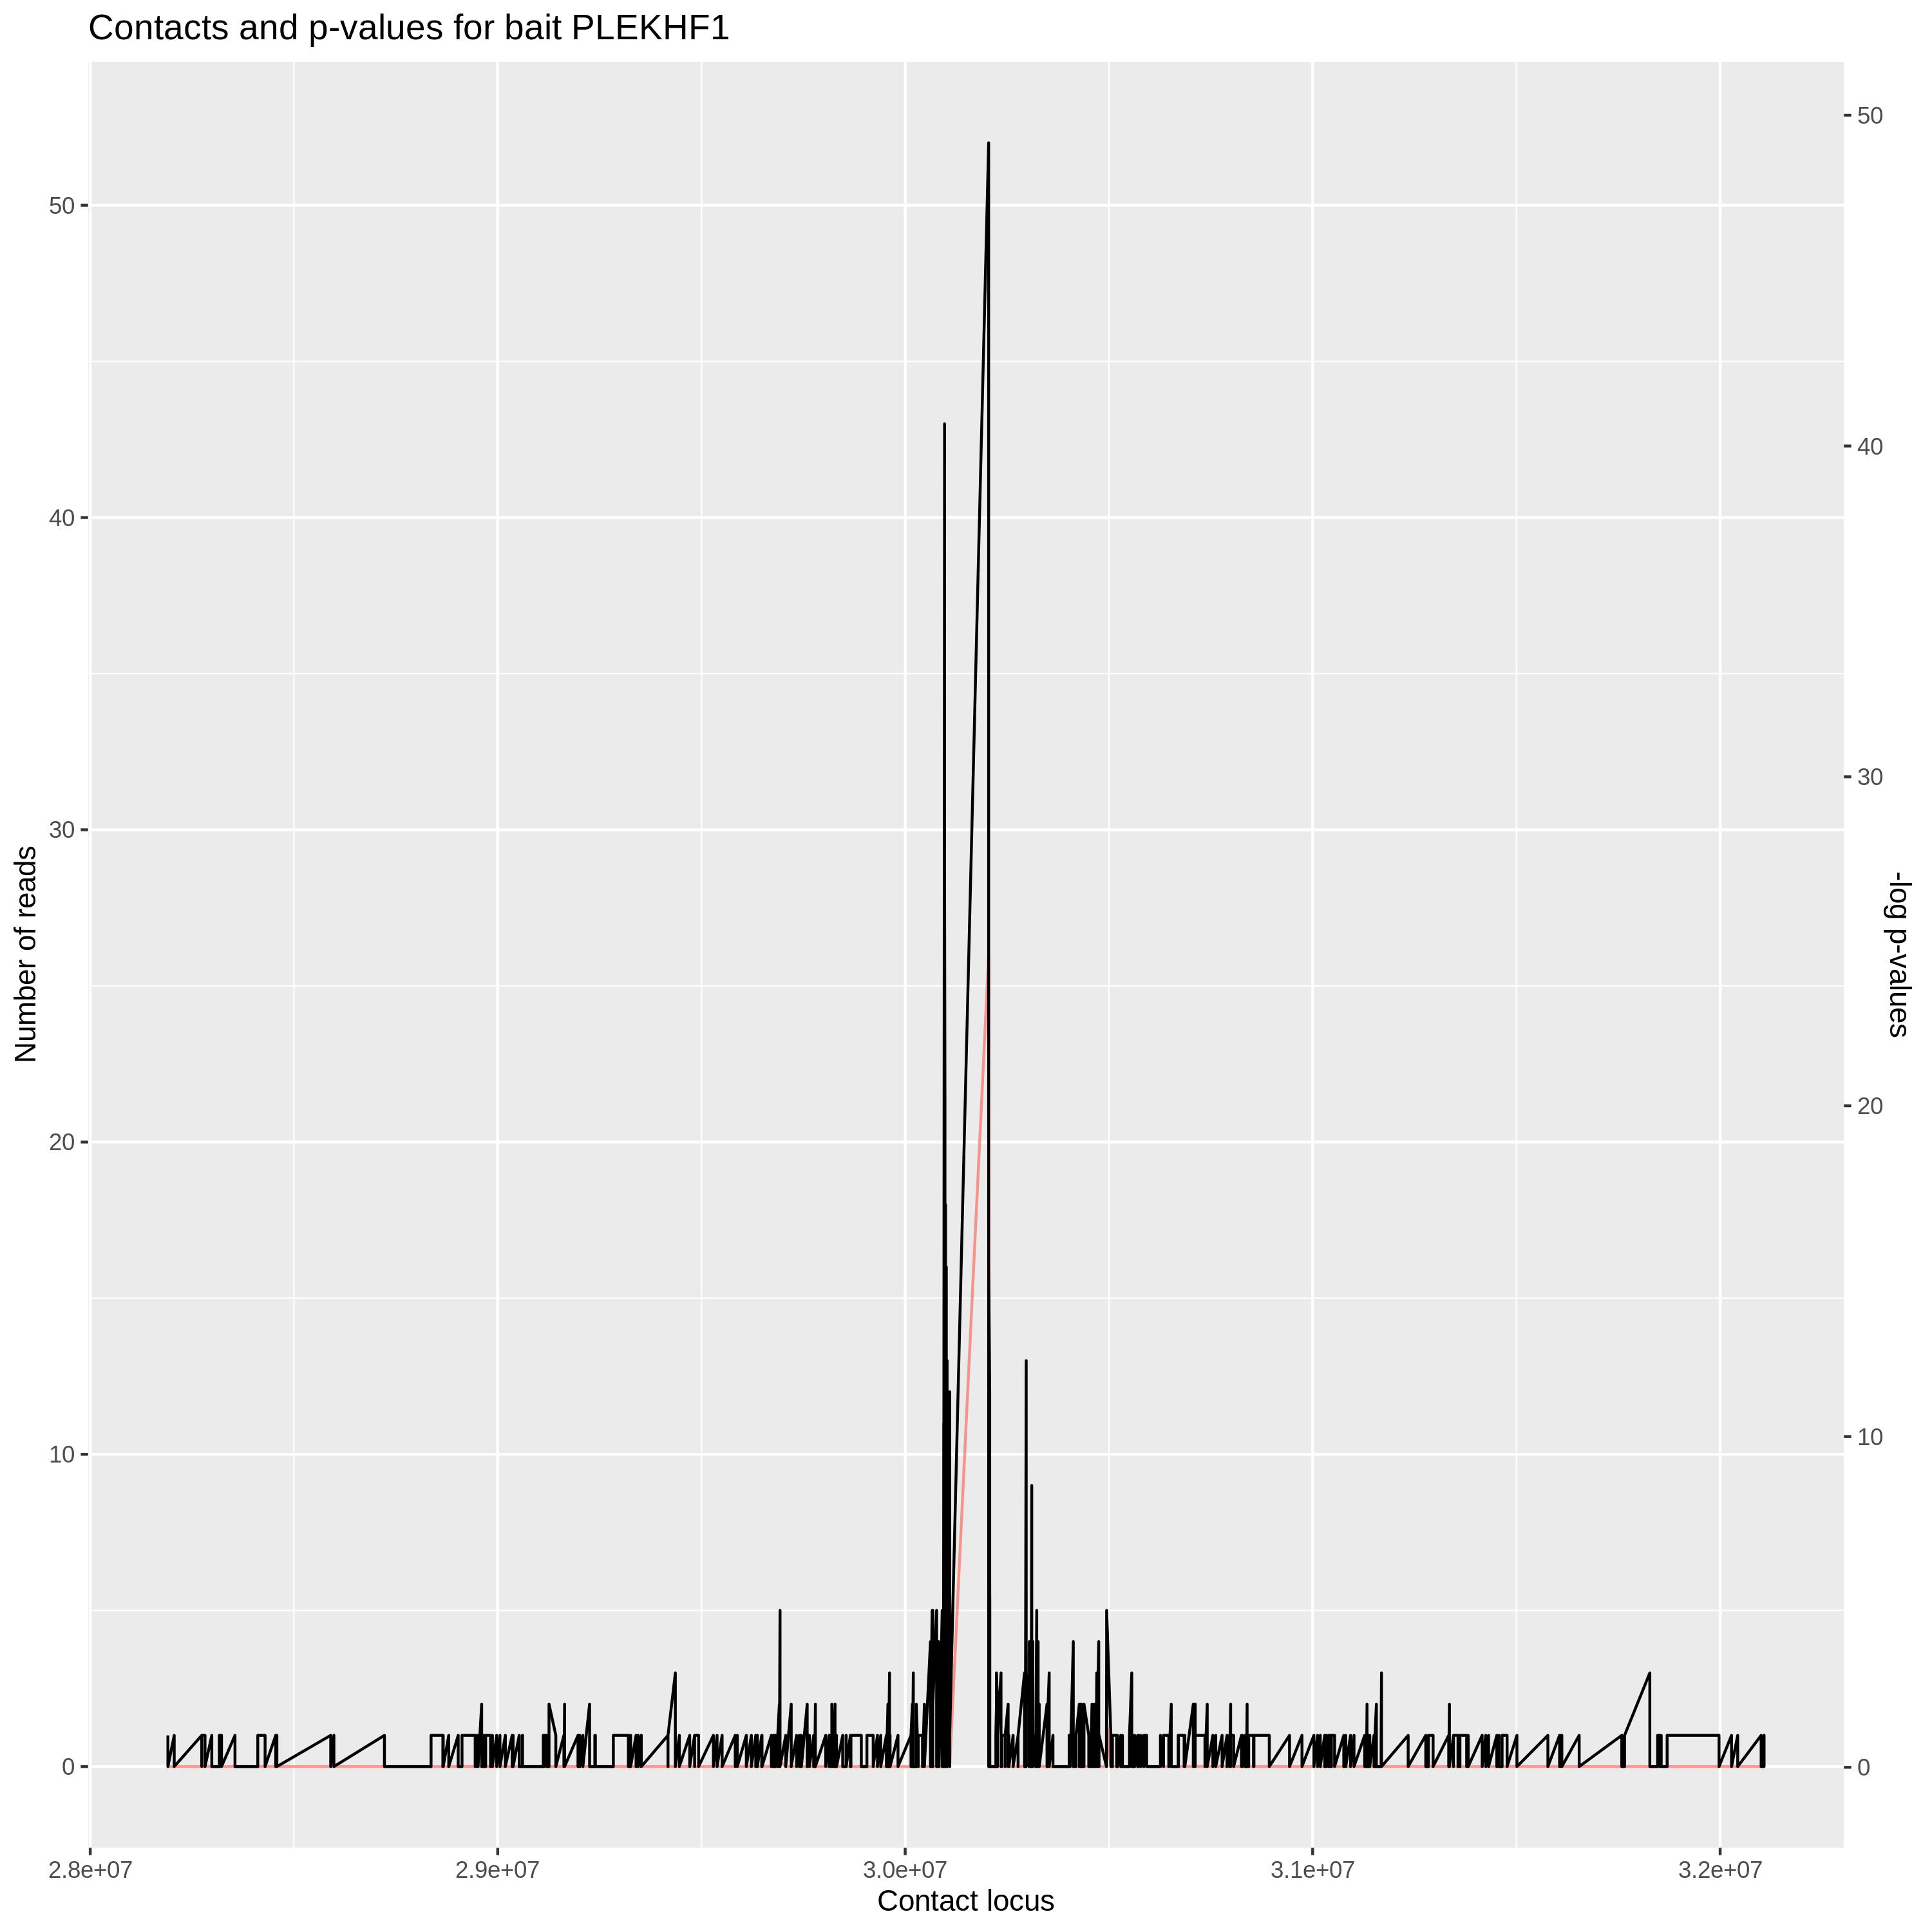 Contacts and p-values for bait PLEKHF1
Number of reads
50
40
30
20
10
0
50
40
30
20
10
0
-log p-values
2.8e+07 2.9e+07 3.0e+07 3.1e+07 3.2e+07
Contact locus